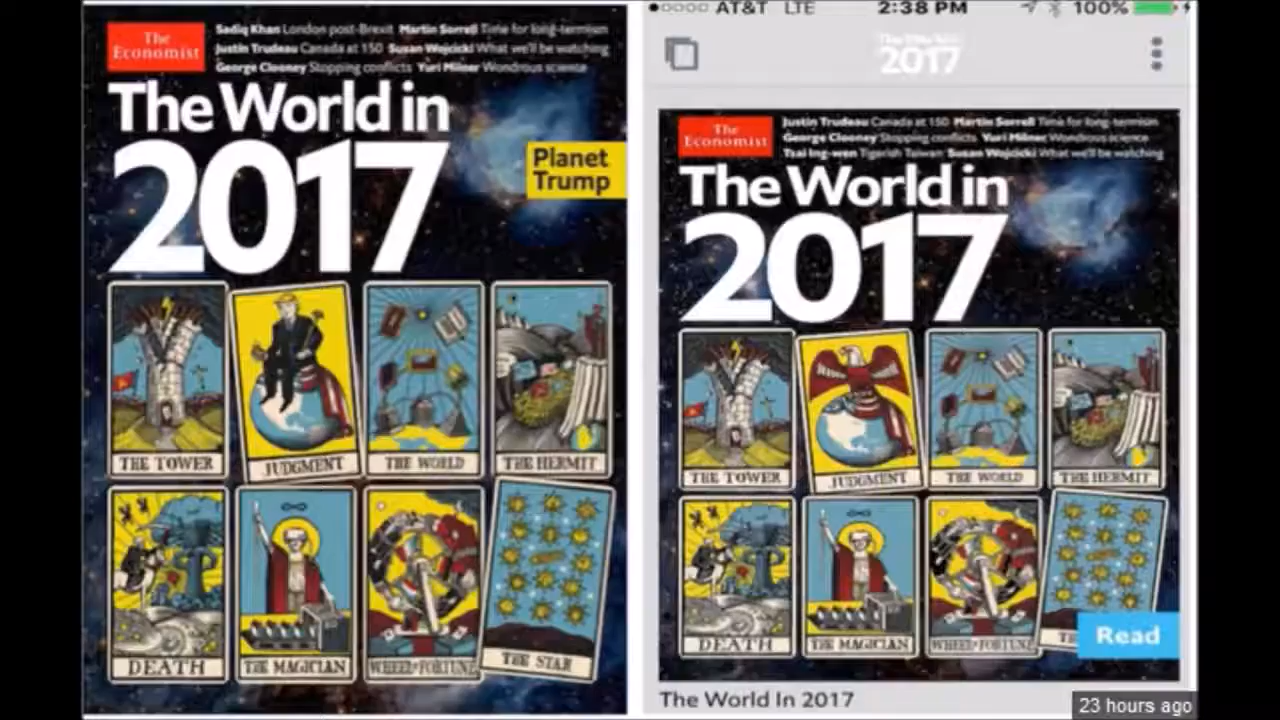 The
Economist
Sadiq Khan London post-Brexit Martin Sorrell Time for long-termism
Justin Trudeau Canada at 150 Susan Wojcicki What we'll be watching
George Clooney Stopping conflicts Yuri Milner Wondrous science
The World in
2017
Planet
Trump
THE TOWER
JUDGMENT
THE WORLD
THE HERMIT
DEATH
THE MAGICIAN
WHEEL of FORTUNE
THE STAR
AT&T LTE
2:38 PM
100%
The World in
2017
The
Economist
Justin Trudeau Canada at 150 Martin Sorrell Time for long-termism
George Clooney Stopping conflicts Yuri Milner Wondrous science
Tsai Ing-wen Tigerish Taiwan Susan Wojcicki What we'll be watching
The World in
2017
THE TOWER
JUDGMENT
THE WORLD
THE HERMIT
DEATH
THE MAGICIAN
WHEEL of FORTUNE
Read
The World In 2017
23 hours ago